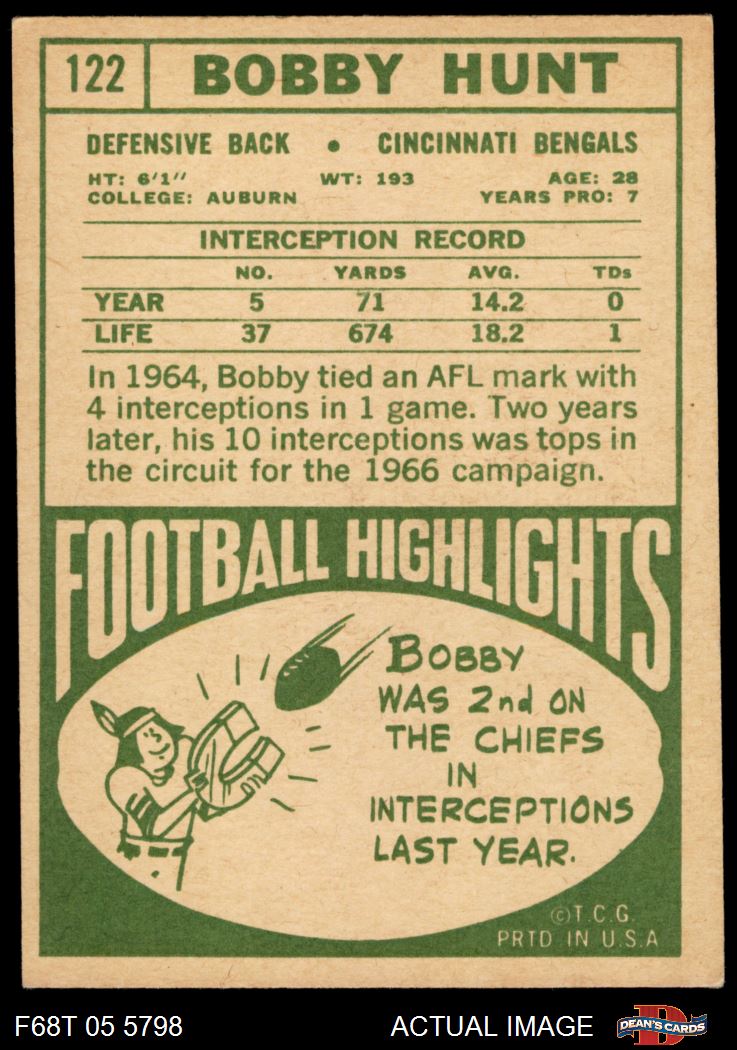 122 BOBBY HUNT
DEFENSIVE BACK • CINCINNATI BENGALS
HT: 6'1" WT: 193 AGE: 28
COLLEGE: AUBURN YEARS PRO: 7
INTERCEPTION RECORD
NO. YARDS AVG. TDs
YEAR 5 71 14.2 0
LIFE 37 674 18.2 1
In 1964, Bobby tied an AFL mark with
4 interceptions in 1 game. Two years
later, his 10 interceptions was tops in
the circuit for the 1966 campaign.
FOOTBALL HIGHLIGHTS
BOBBY
WAS 2nd ON
THE CHIEFS
IN
INTERCEPTIONS
LAST YEAR.
©T.C.G.
PRTD IN U.S.A
F68T 05 5798 ACTUAL IMAGE D DEAN'S CARDS